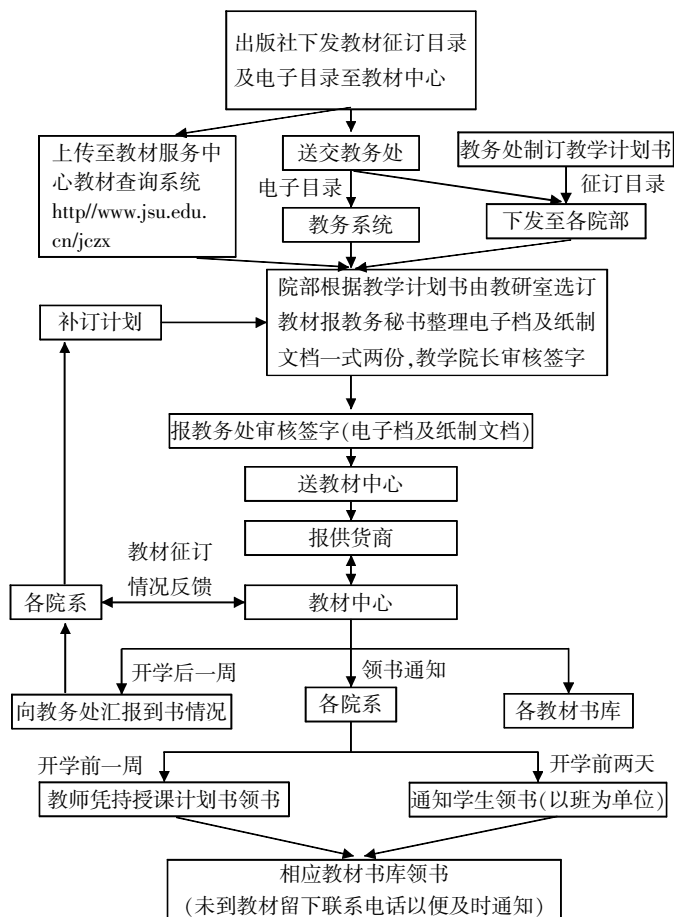 出版社下发教材征订目录
及电子目录至教材中心
上传至教材服务中
心教材查询系统
http//www.jsu.edu.
cn/jczx
送交教务处
教务处制订教学计划书
电子目录
征订目录
教务系统
下发至各院部
院部根据教学计划书由教研室选订
教材报教务秘书整理电子档及纸制
文档一式两份,教学院长审核签字
补订计划
报教务处审核签字(电子档及纸制文档)
送教材中心
报供货商
教材征订
情况反馈
各院系
教材中心
开学后一周
领书通知
向教务处汇报到书情况
各院系
各教材书库
开学前一周
开学前两天
教师凭持授课计划书领书
通知学生领书(以班为单位)
相应教材书库领书
(未到教材留下联系电话以便及时通知)